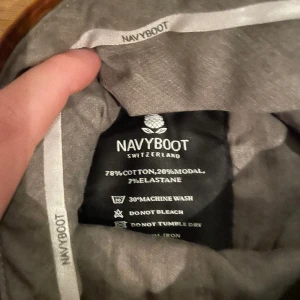 NAVYBOOT
NAVYBOOT
SWITZERLAND
78%COTTON,20%MODAL,
2%ELASTANE
30°MACHINE WASH
DO NOT BLEACH
DO NOT TUMBLE DRY
IRON
NAVYBOOT